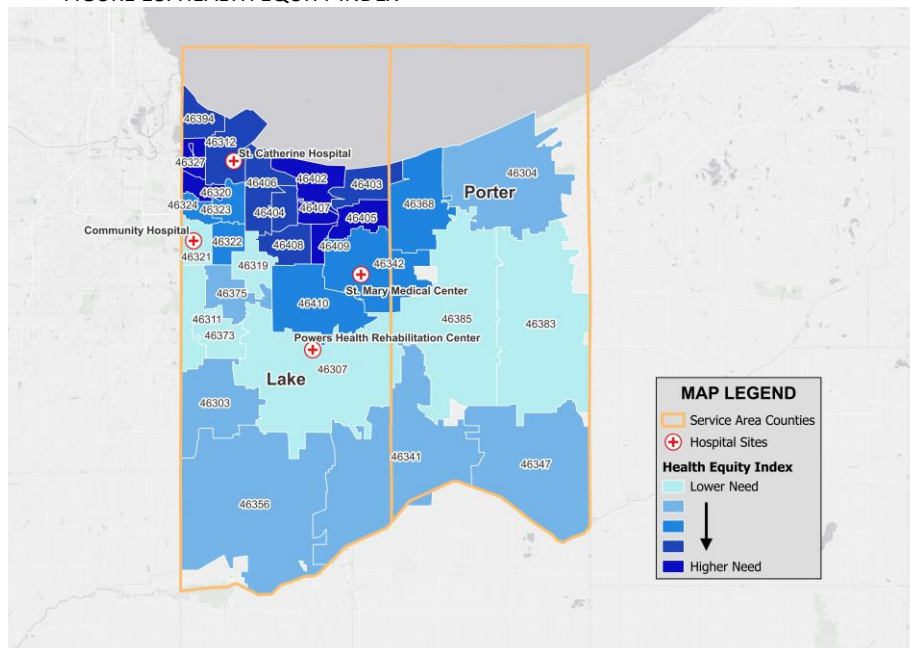 46394
46312
St. Catherine Hospital
46327
46402
46304
46406
46403
46320
Porter
46324
46323
46404
46407
46405
46368
Community Hospital
46322
46408
46409
46321
46319
46342
46375
St. Mary Medical Center
46410
46311
46385
46383
46373
Powers Health Rehabilitation Center
46307
Lake
46303
46341
46347
46356
MAP LEGEND
Service Area Counties
Hospital Sites
Health Equity Index
Lower Need
Higher Need